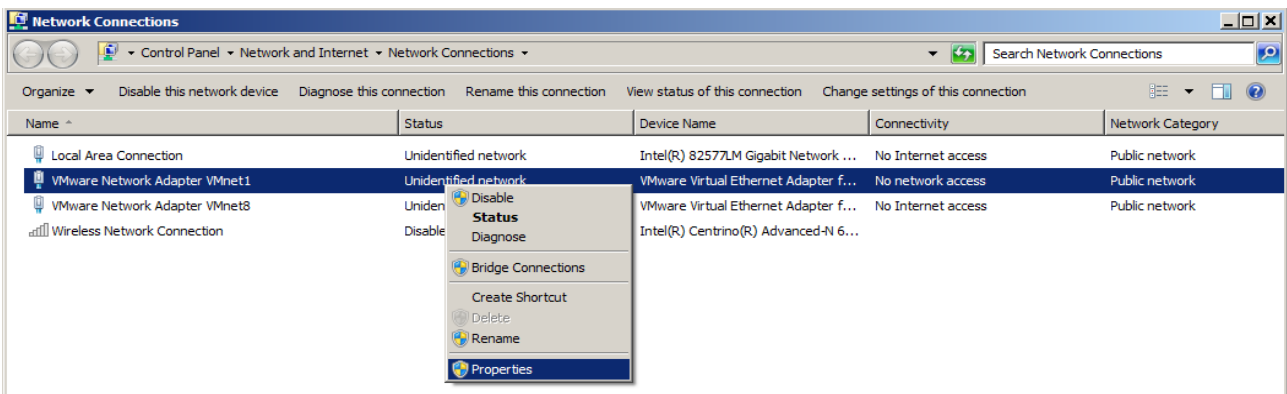 Network Connections
Control Panel Network and Internet Network Connections Search Network Connections
Organize Disable this network device Diagnose this connection Rename this connection View status of this connection Change settings of this connection
Name Status Device Name Connectivity Network Category
Local Area Connection Unidentified network Intel(R) 82577LM Gigabit Network ... No Internet access Public network
VMware Network Adapter VMnet1 Unidentified network VMware Virtual Ethernet Adapter f... No network access Public network
VMware Network Adapter VMnet8 Uniden VMware Virtual Ethernet Adapter f... No Internet access Public network
Wireless Network Connection Disable Intel(R) Centrino(R) Advanced-N 6...
Disable
Status
Diagnose
Bridge Connections
Create Shortcut
Delete
Rename
Properties